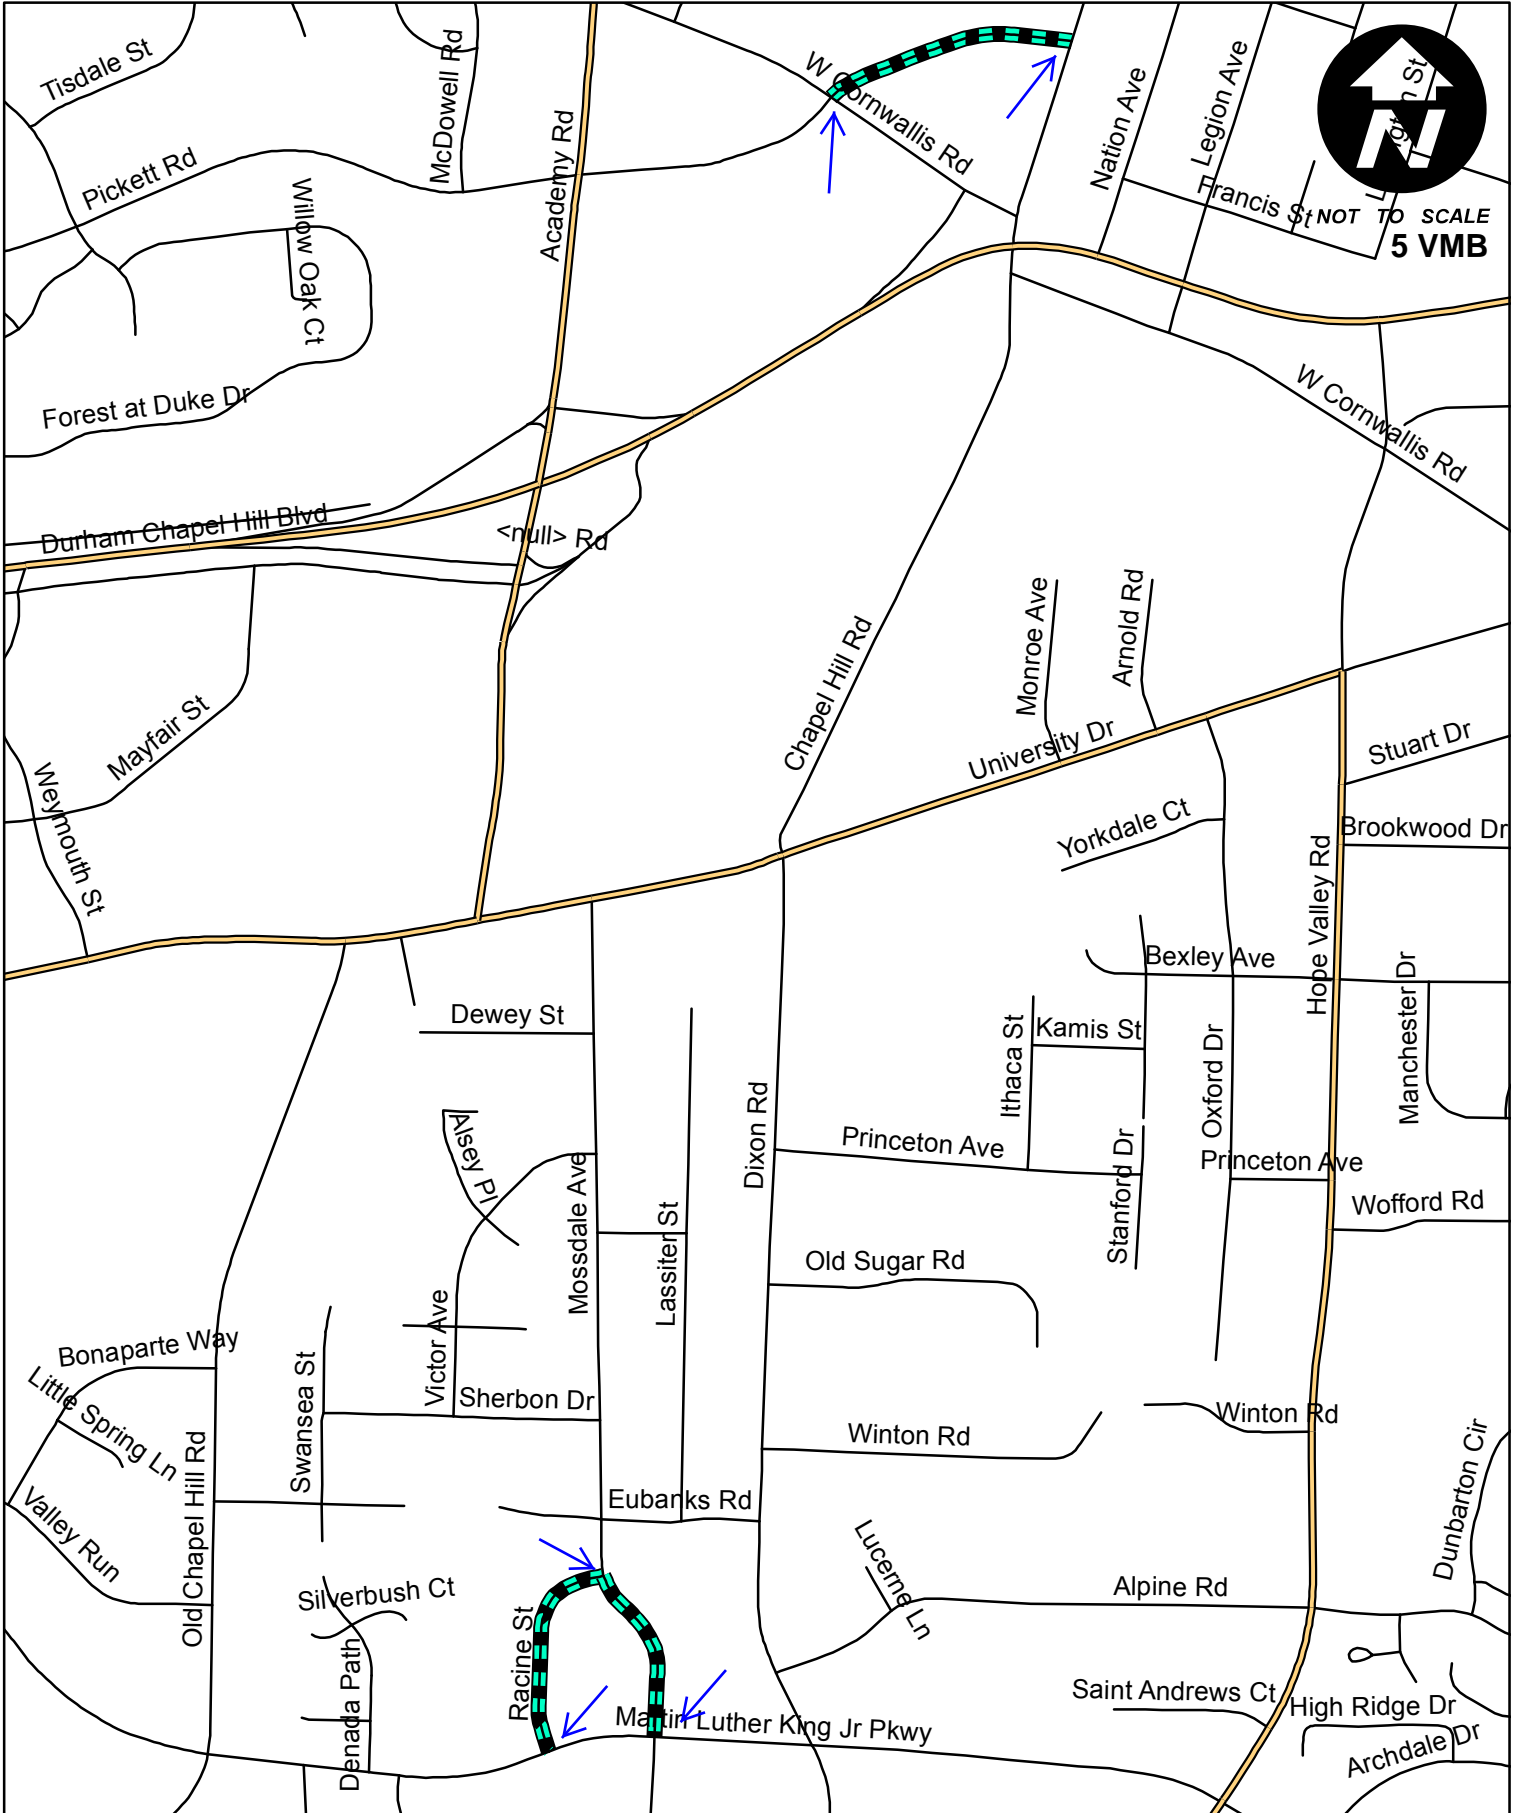 Tisdale St
McDowell Rd
Academy Rd
W Cornwallis Rd
Nation Ave
Legion Ave
N
Pickett Rd
Willow Oak Ct
Francis St
NOT TO SCALE
5 VMB
Forest at Duke Dr
W Cornwallis Rd
Durham Chapel Hill Blvd
<null> Rd
Chapel Hill Rd
Monroe Ave
Arnold Rd
Mayfair St
Weymouth St
University Dr
Stuart Dr
Yorkdale Ct
Brookwood Dr
Hope Valley Rd
Bexley Ave
Manchester Dr
Dewey St
Ithaca St
Kamis St
Oxford Dr
Alsey Pl
Mossdale Ave
Lassiter St
Dixon Rd
Princeton Ave
Stanford Dr
Princeton Ave
Wofford Rd
Old Sugar Rd
Bonaparte Way
Little Spring Ln
Swansea St
Victor Ave
Sherbon Dr
Winton Rd
Winton Rd
Dunbarton Cir
Valley Run
Old Chapel Hill Rd
Eubanks Rd
Lucerne Ln
Silverbush Ct
Alpine Rd
Racine St
Denada Path
Martin Luther King Jr Pkwy
Saint Andrews Ct
High Ridge Dr
Archdale Dr